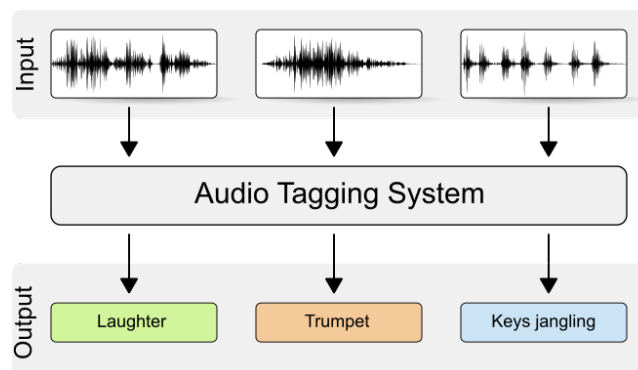 Input
Audio Tagging System
Output
Laughter
Trumpet
Keys jangling